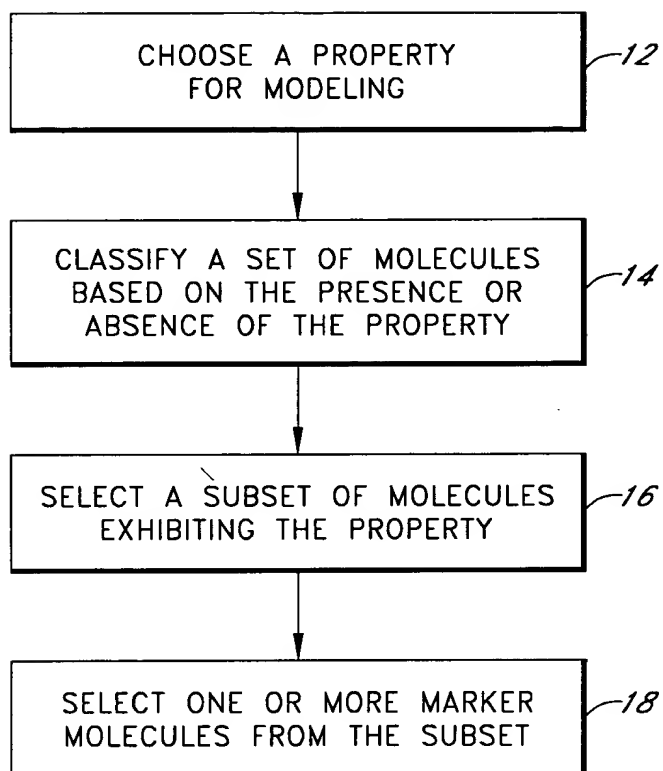 CHOOSE A PROPERTY
FOR MODELING
12
CLASSIFY A SET OF MOLECULES
BASED ON THE PRESENCE OR
ABSENCE OF THE PROPERTY
14
SELECT A SUBSET OF MOLECULES
EXHIBITING THE PROPERTY
16
SELECT ONE OR MORE MARKER
MOLECULES FROM THE SUBSET
18